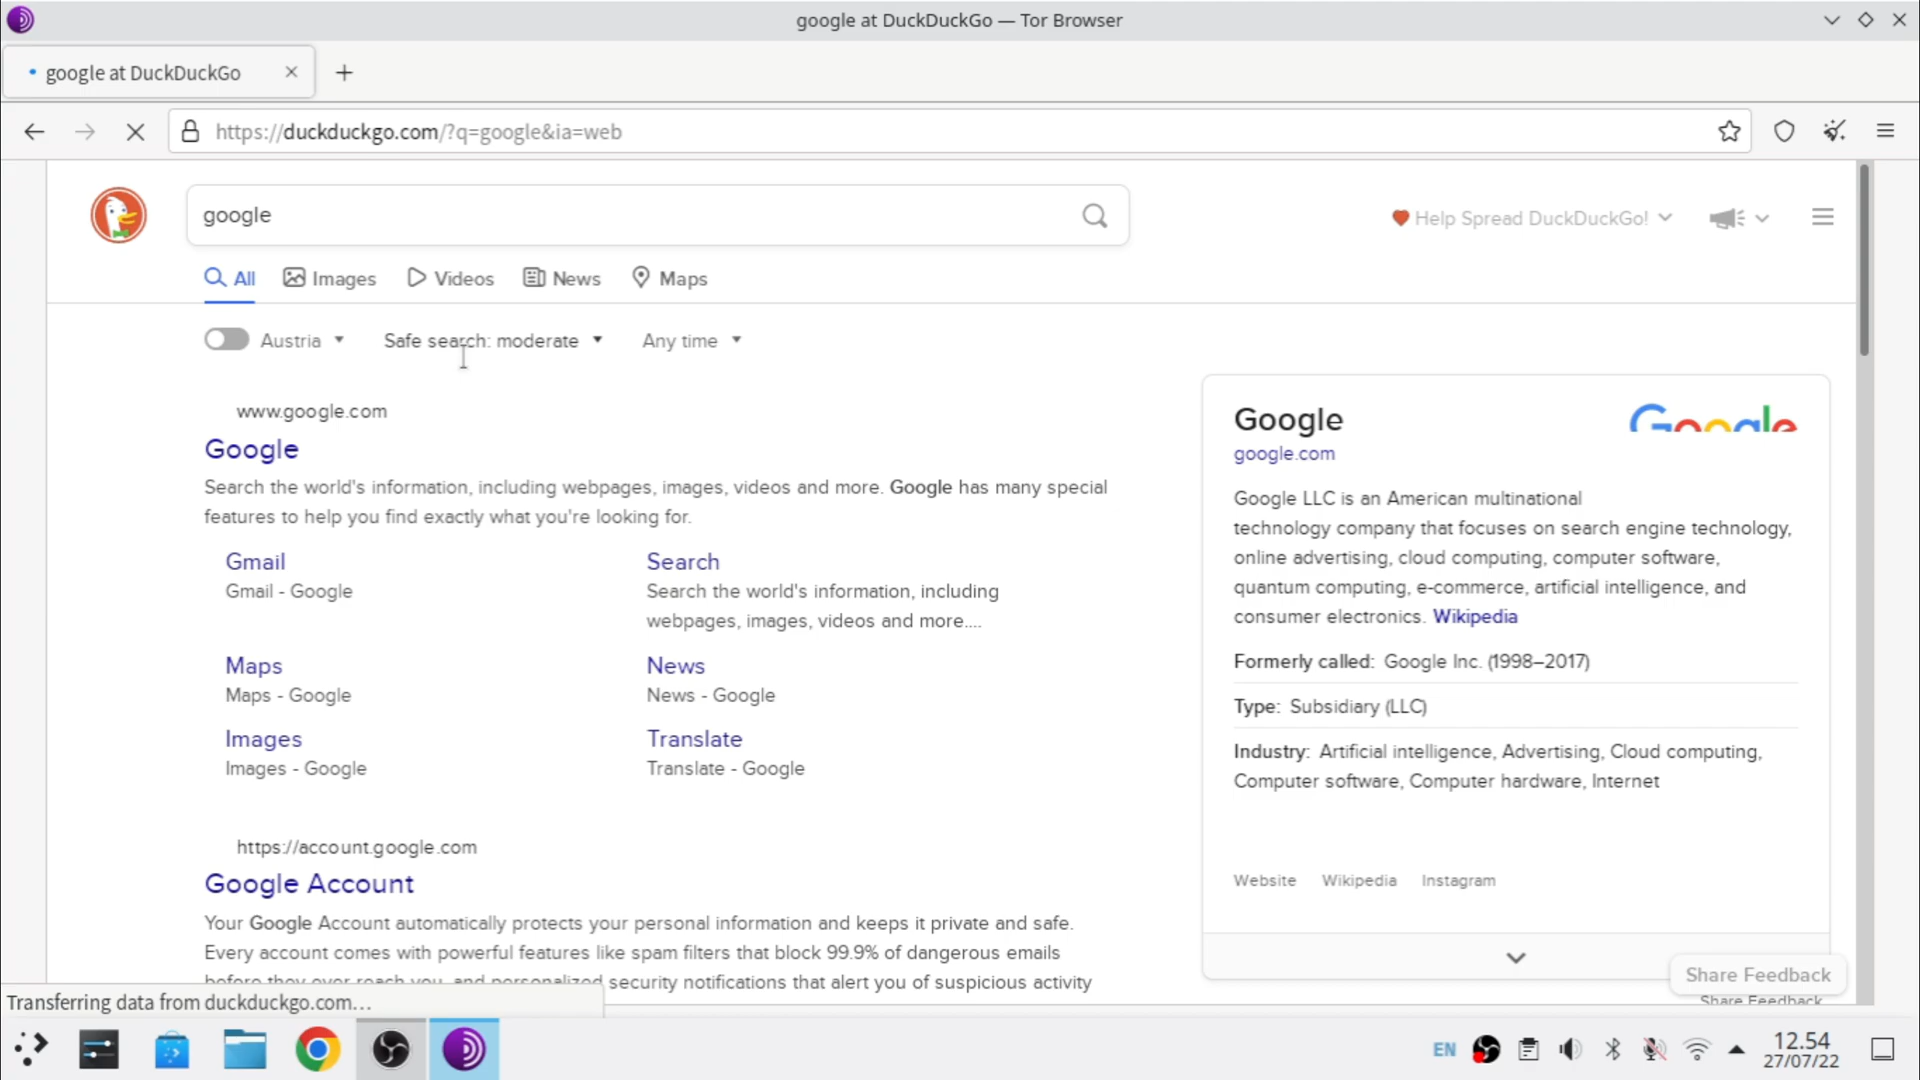 google at DuckDuckGo — Tor Browser
google at DuckDuckGo
https://duckduckgo.com/?q=google&ia=web
google
Help Spread DuckDuckGo!
All Images Videos News Maps
Austria Safe search: moderate Any time
www.google.com
Google
Search the world's information, including webpages, images, videos and more. Google has many special
features to help you find exactly what you're looking for.
Gmail
Gmail - Google
Search
Search the world's information, including
webpages, images, videos and more....
Maps
Maps - Google
News
News - Google
Images
Images - Google
Translate
Translate - Google
https://account.google.com
Google Account
Your Google Account automatically protects your personal information and keeps it private and safe.
Every account comes with powerful features like spam filters that block 99.9% of dangerous emails
before they ever reach you, and personalized security notifications that alert you of suspicious activity
Google
Google
google.com
Google LLC is an American multinational
technology company that focuses on search engine technology,
online advertising, cloud computing, computer software,
quantum computing, e-commerce, artificial intelligence, and
consumer electronics. Wikipedia
Formerly called: Google Inc. (1998–2017)
Type: Subsidiary (LLC)
Industry: Artificial intelligence, Advertising, Cloud computing,
Computer software, Computer hardware, Internet
Website Wikipedia Instagram
Share Feedback
Share Feedback
Transferring data from duckduckgo.com…
EN
12.54
27/07/22